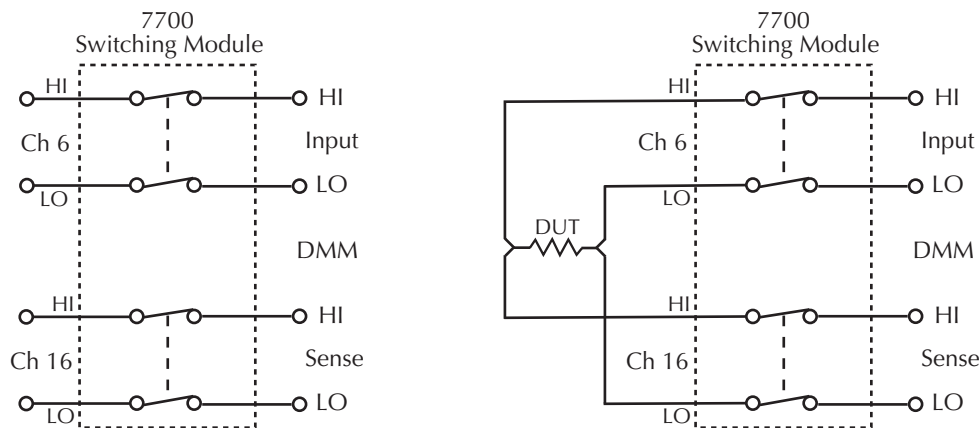 7700
Switching Module
HI
HI
Ch 6
Input
LO
LO
DMM
HI
HI
Ch 16
Sense
LO
LO
7700
Switching Module
HI
HI
Ch 6
Input
LO
LO
DUT
DMM
HI
HI
Ch 16
Sense
LO
LO